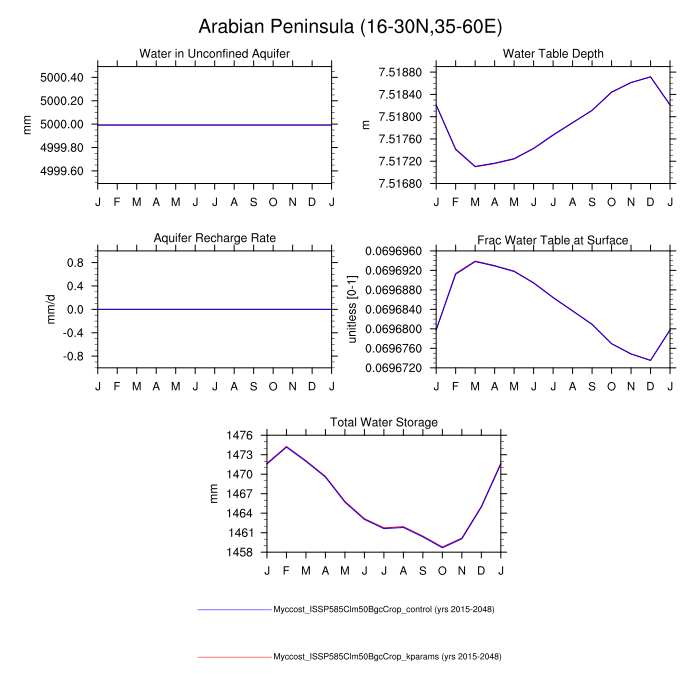 Arabian Peninsula (16-30N,35-60E)
Water in Unconfined Aquifer
5000.40
5000.20
5000.00
4999.80
4999.60
mm
J F M A M J J A S O N D J
Water Table Depth
7.51880
7.51840
7.51800
7.51760
7.51720
7.51680
m
J F M A M J J A S O N D J
Aquifer Recharge Rate
0.8
0.4
0.0
-0.4
-0.8
mm/d
J F M A M J J A S O N D J
Frac Water Table at Surface
0.0696960
0.0696920
0.0696880
0.0696840
0.0696800
0.0696760
0.0696720
unitless [0-1]
J F M A M J J A S O N D J
Total Water Storage
1476
1473
1470
1467
1464
1461
1458
mm
J F M A M J J A S O N D J
Myccost_ISSP585Clm50BgcCrop_control (yrs 2015-2048)
Myccost_ISSP585Clm50BgcCrop_kparams (yrs 2015-2048)